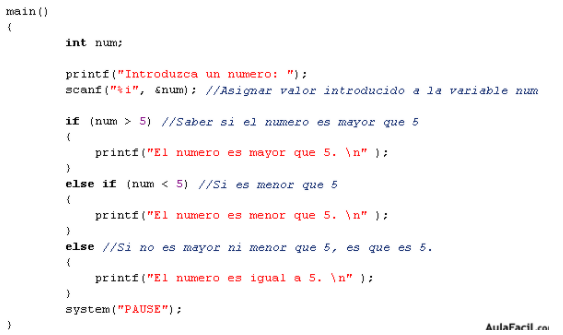 main()
{
int num;
printf("Introduzca un numero: ");
scanf("%i", &num); //Asignar valor introducido a la variable num
if (num > 5) //Saber si el numero es mayor que 5
{
printf("El numero es mayor que 5. \n" );
}
else if (num < 5) //Si es menor que 5
{
printf("El numero es menor que 5. \n" );
}
else //Si no es mayor ni menor que 5, es que es 5.
{
printf("El numero es igual a 5. \n" );
}
system("PAUSE");
}
AulaFacil.com